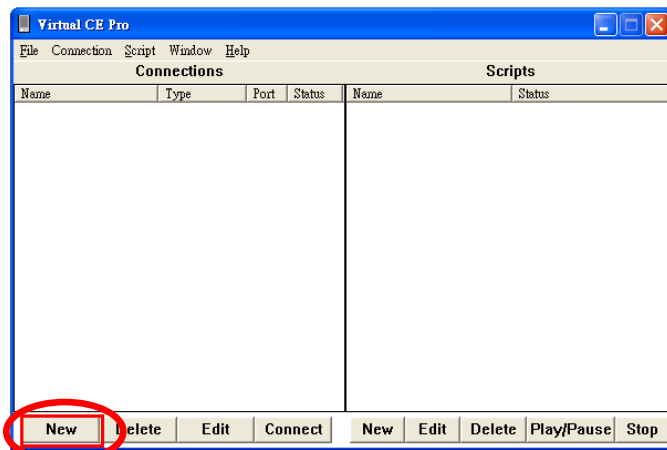 Virtual CE Pro
File Connection Script Window Help
Connections Scripts
Name Type Port Status Name Status
New Delete Edit Connect New Edit Delete Play/Pause Stop